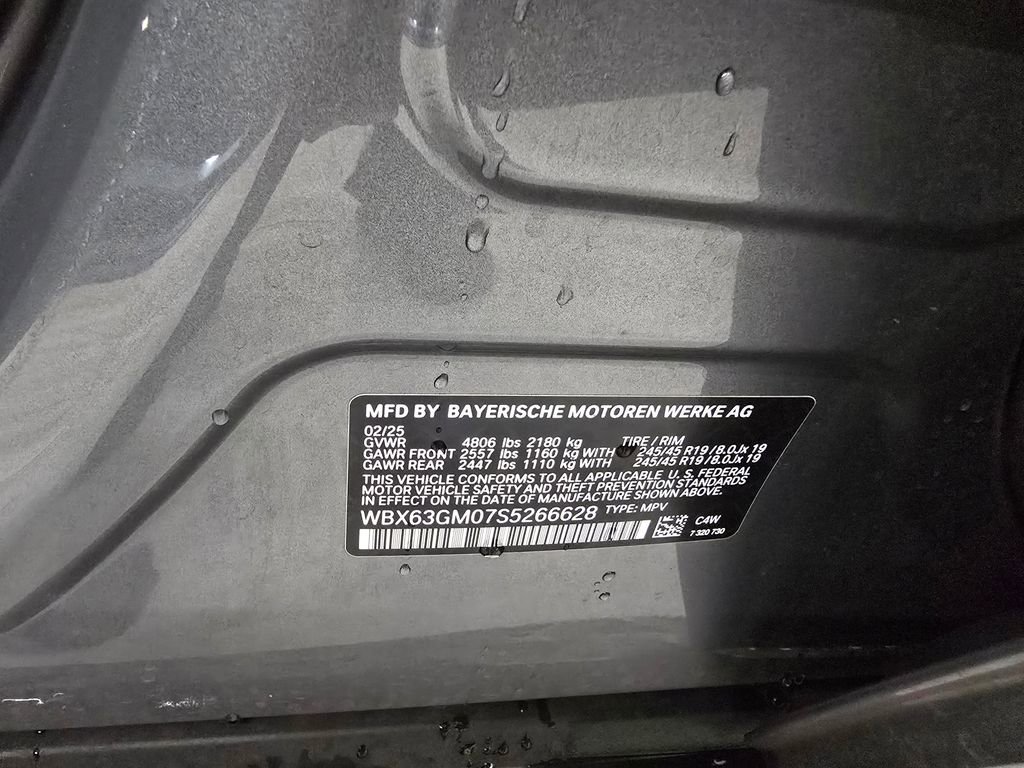 MFD BY BAYERISCHE MOTOREN WERKE AG
02/25
GVWR 4806 lbs 2180 kg TIRE / RIM
GAWR FRONT 2557 lbs 1160 kg WITH 245/45 R19 / 8.0Jx 19
GAWR REAR 2447 lbs 1110 kg WITH 245/45 R19 / 8.0Jx 19
THIS VEHICLE CONFORMS TO ALL APPLICABLE U.S. FEDERAL
MOTOR VEHICLE SAFETY AND THEFT PREVENTION STANDARDS
IN EFFECT ON THE DATE OF MANUFACTURE SHOWN ABOVE.
WBX63GM07S5266628 TYPE: MPV
C4W
7 320 730